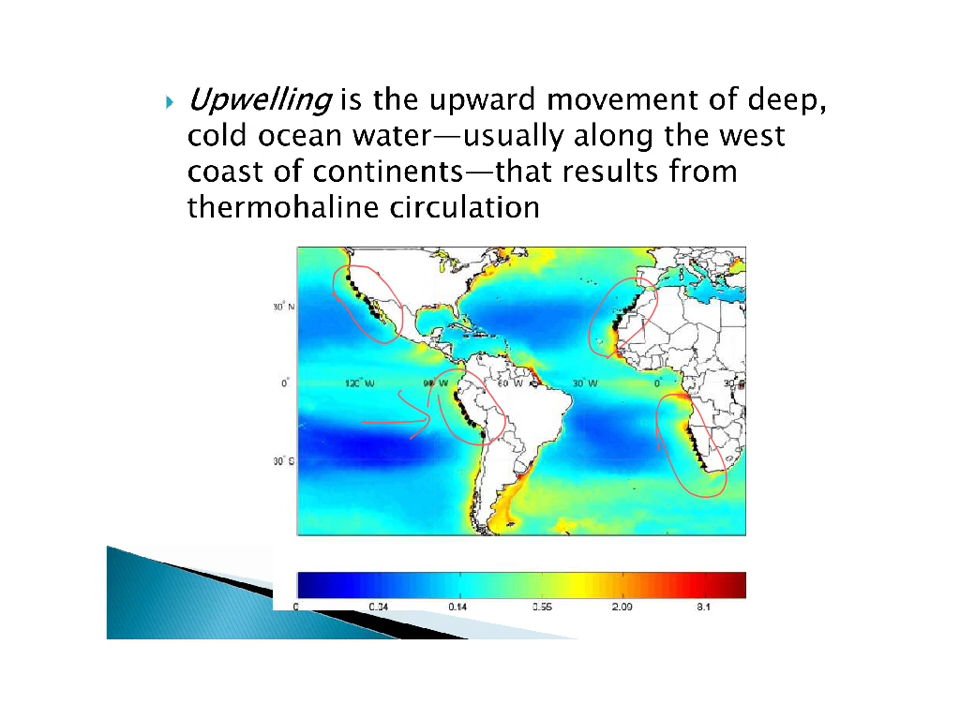 Upwelling is the upward movement of deep,
cold ocean water—usually along the west
coast of continents—that results from
thermohaline circulation
30° N
0° 120° W 90° W 60° W 30° W 0° 30°
30° S
0 0.14 0.55 2.09 8.1